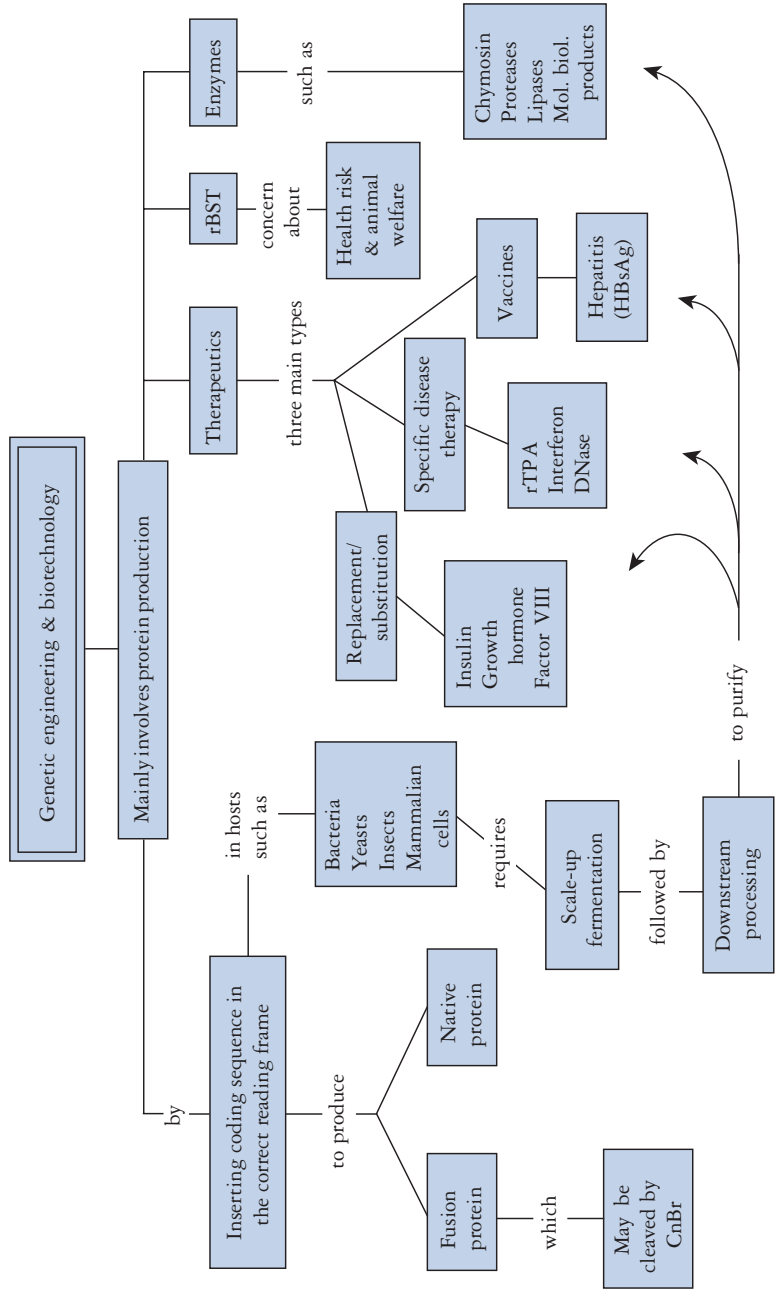 Genetic engineering & biotechnology
Mainly involves protein production
by
Inserting coding sequence in
the correct reading frame
to produce
Fusion
protein
which
May be
cleaved by
CnBr
Native
protein
in hosts
such as
Bacteria
Yeasts
Insects
Mammalian
cells
requires
Scale-up
fermentation
followed by
Downstream
processing
to purify
Therapeutics
three main types
Replacement/
substitution
Insulin
Growth
hormone
Factor VIII
Specific disease
therapy
rTPA
Interferon
DNase
Vaccines
Hepatitis
(HBsAg)
rBST
concern
about
Health risk
& animal
welfare
Enzymes
such as
Chymosin
Proteases
Lipases
Mol. biol.
products